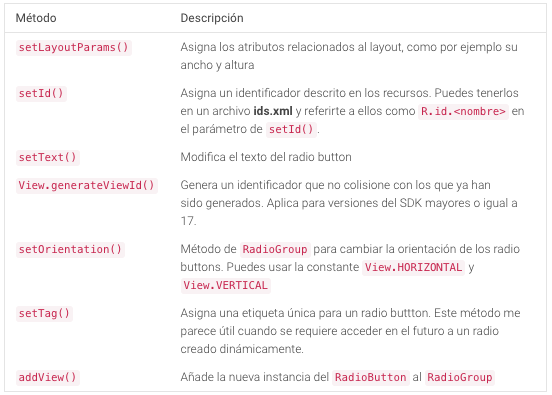 Método Descripción
setLayoutParams() Asigna los atributos relacionados al layout, como por ejemplo su
ancho y altura
setId() Asigna un identificador descrito en los recursos. Puedes tenerlos
en un archivo ids.xml y referirte a ellos como R.id.<nombre> en
el parámetro de setId().
setText() Modifica el texto del radio button
View.generateViewId() Genera un identificador que no colisione con los que ya han
sido generados. Aplica para versiones del SDK mayores o igual a
17.
setOrientation() Método de RadioGroup para cambiar la orientación de los radio
buttons. Puedes usar la constante View.HORIZONTAL y
View.VERTICAL
setTag() Asigna una etiqueta única para un radio buttton. Este método me
parece útil cuando se requiere acceder en el futuro a un radio
creado dinámicamente.
addView() Añade la nueva instancia del RadioButton al RadioGroup